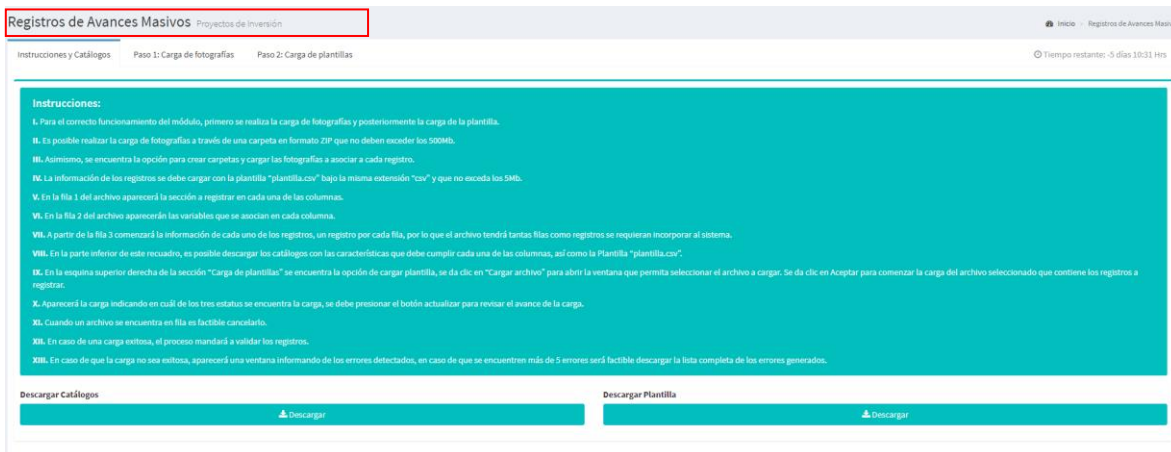 Registros de Avances Masivos Proyectos de Inversión
Inicio > Registros de Avances Masi
Instrucciones y Catálogos Paso 1: Carga de fotografías Paso 2: Carga de plantillas
Tiempo restante: -5 días 10:31 Hrs
Instrucciones:
I. Para el correcto funcionamiento del módulo, primero se realiza la carga de fotografías y posteriormente la carga de la plantilla.
II. Es posible realizar la carga de fotografías a través de una carpeta en formato ZIP que no deben exceder los 500Mb.
III. Asimismo, se encuentra la opción para crear carpetas y cargar las fotografías a asociar a cada registro.
IV. La información de los registros se debe cargar con la plantilla "plantilla.csv" bajo la misma extensión "csv" y que no exceda los 5Mb.
V. En la fila 1 del archivo aparecerá la sección a registrar en cada una de las columnas.
VI. En la fila 2 del archivo aparecerán las variables que se asocian en cada columna.
VII. A partir de la fila 3 comenzará la información de cada uno de los registros, un registro por cada fila, por lo que el archivo tendrá tantas filas como registros se requieran incorporar al sistema.
VIII. En la parte inferior de este recuadro, es posible descargar los catálogos con las características que debe cumplir cada una de las columnas, así como la Plantilla "plantilla.csv".
IX. En la esquina superior derecha de la sección "Carga de plantillas" se encuentra la opción de cargar plantilla, se da clic en "Cargar archivo" para abrir la ventana que permita seleccionar el archivo a cargar. Se da clic en Aceptar para comenzar la carga del archivo seleccionado que contiene los registros a
registrar.
X. Aparecerá la carga indicando en cuál de los tres estatus se encuentra la carga, se debe presionar el botón actualizar para revisar el avance de la carga.
XI. Cuando un archivo se encuentra en fila es factible cancelarlo.
XII. En caso de una carga exitosa, el proceso mandará a validar los registros.
XIII. En caso de que la carga no sea exitosa, aparecerá una ventana informando de los errores detectados, en caso de que se encuentren más de 5 errores será factible descargar la lista completa de los errores generados.
Descargar Catálogos Descargar Plantilla
Descargar Descargar